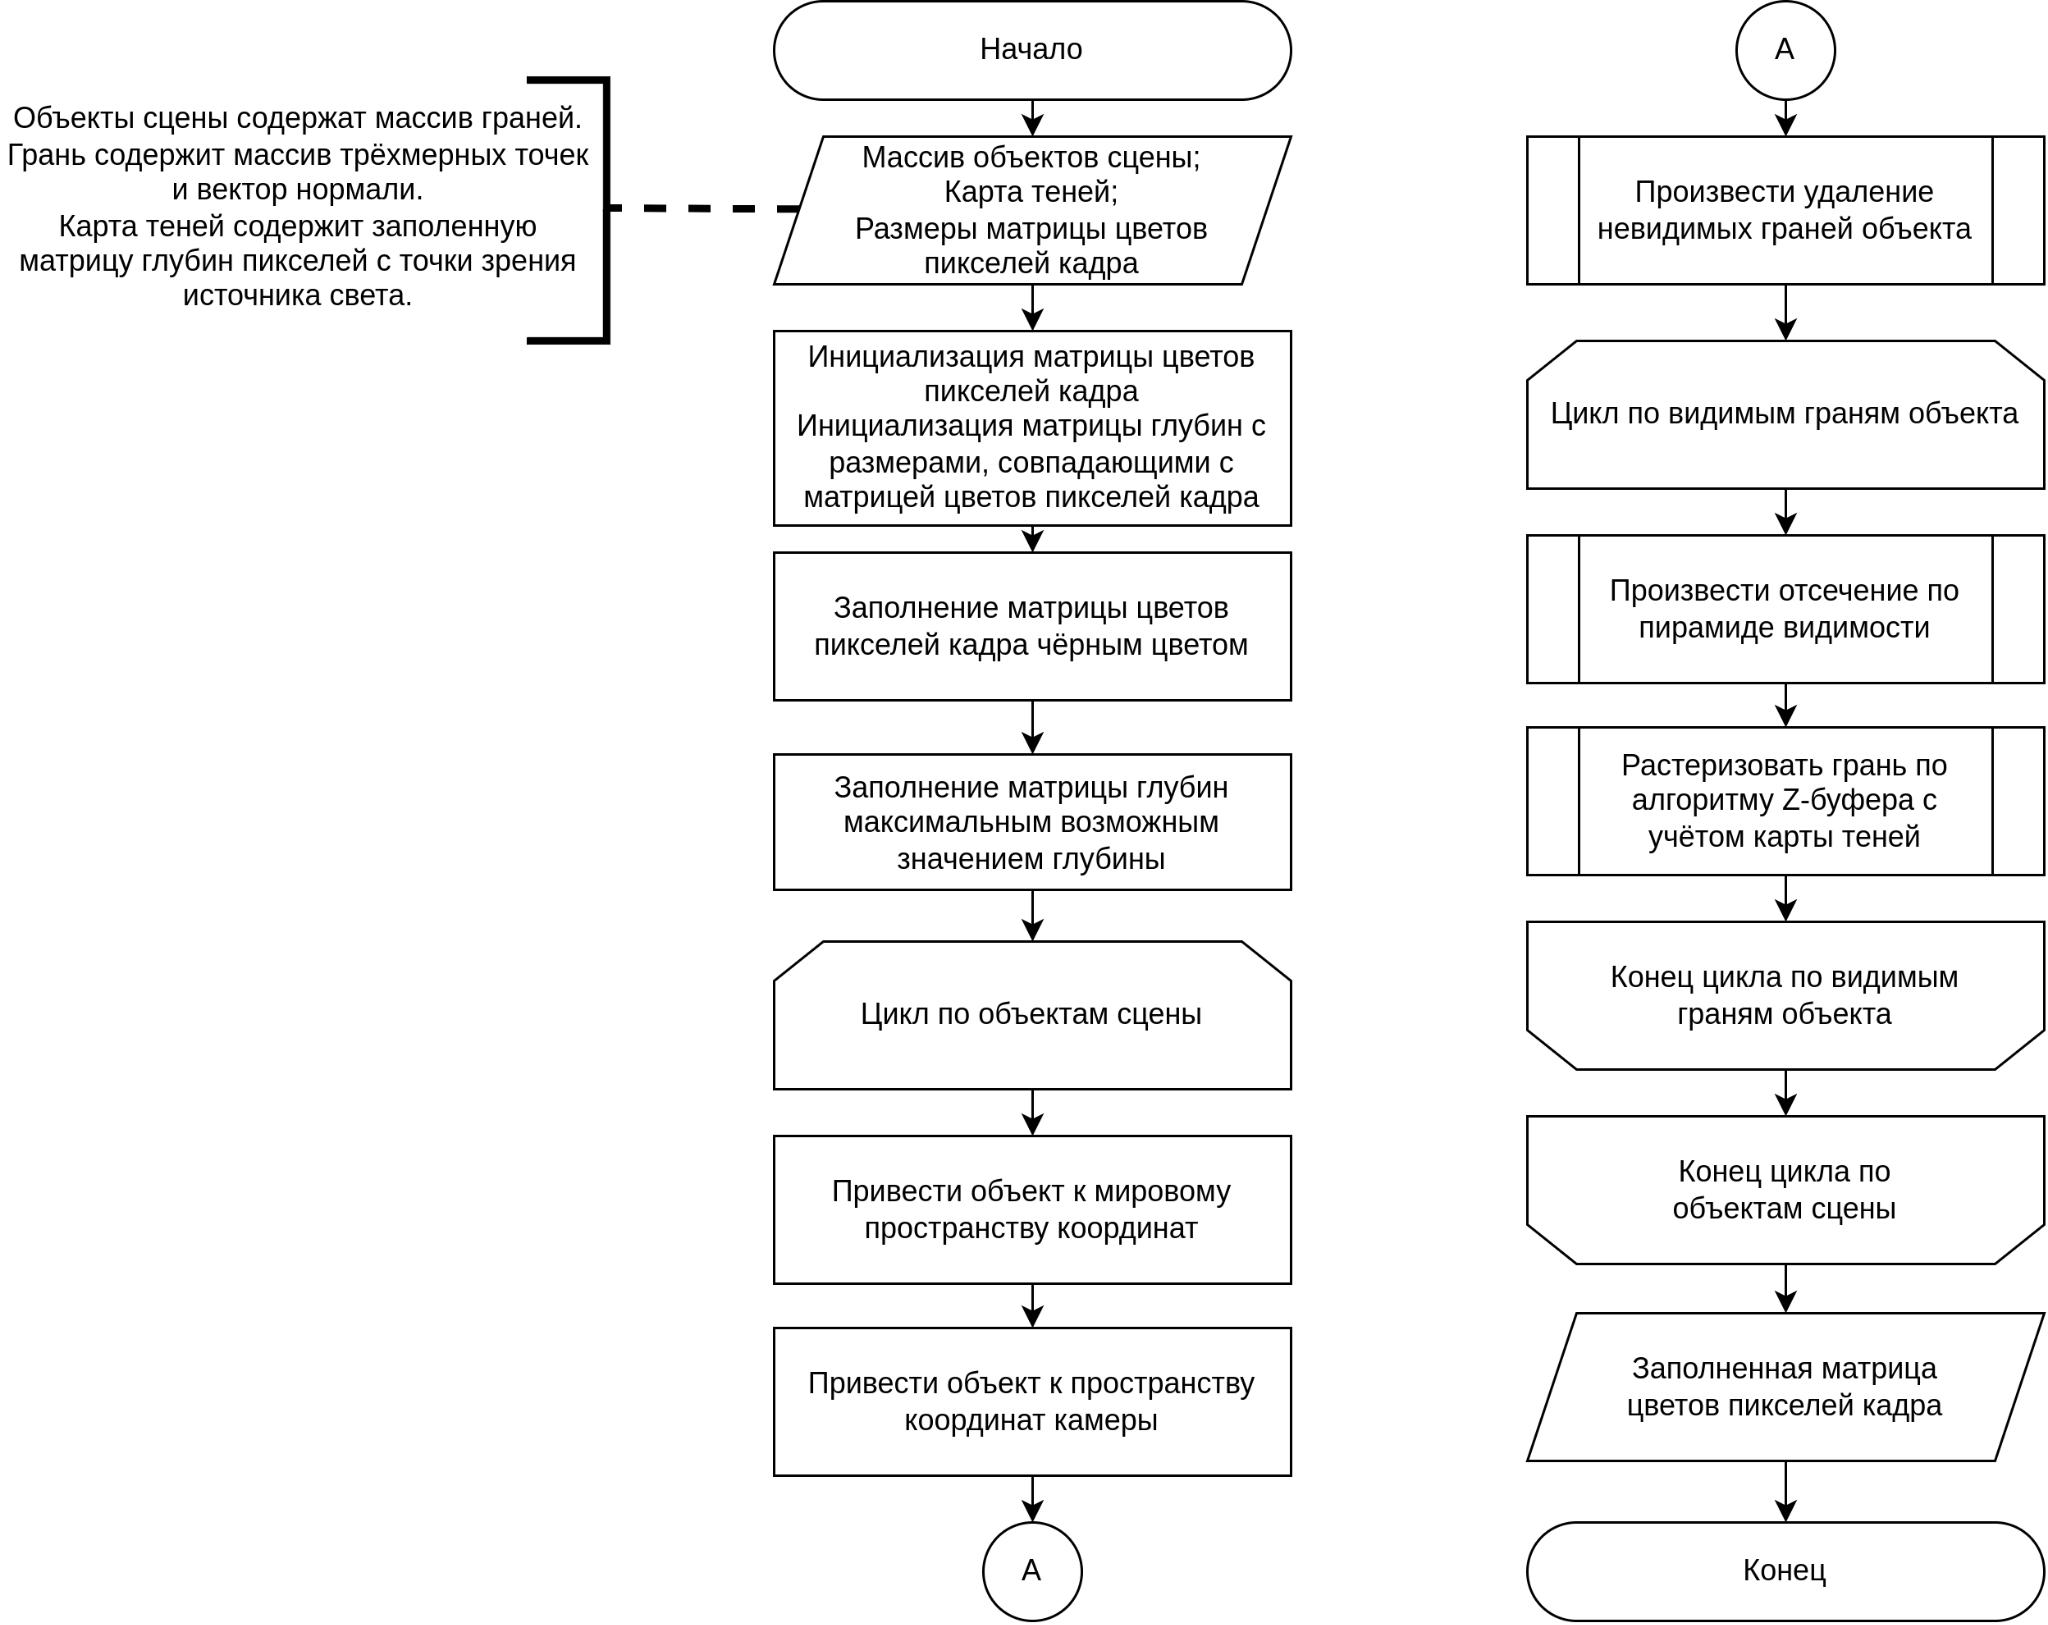 Объекты сцены содержат массив граней.
Грань содержит массив трёхмерных точек
и вектор нормали.
Карта теней содержит заполенную
матрицу глубин пикселей с точки зрения
источника света.
Начало
Массив объектов сцены;
Карта теней;
Размеры матрицы цветов
пикселей кадра
Инициализация матрицы цветов
пикселей кадра
Инициализация матрицы глубин с
размерами, совпадающими с
матрицей цветов пикселей кадра
Заполнение матрицы цветов
пикселей кадра чёрным цветом
Заполнение матрицы глубин
максимальным возможным
значением глубины
Цикл по объектам сцены
Привести объект к мировому
пространству координат
Привести объект к пространству
координат камеры
А
А
Произвести удаление
невидимых граней объекта
Цикл по видимым граням объекта
Произвести отсечение по
пирамиде видимости
Растеризовать грань по
алгоритму Z-буфера с
учётом карты теней
Конец цикла по видимым
граням объекта
Конец цикла по
объектам сцены
Заполненная матрица
цветов пикселей кадра
Конец